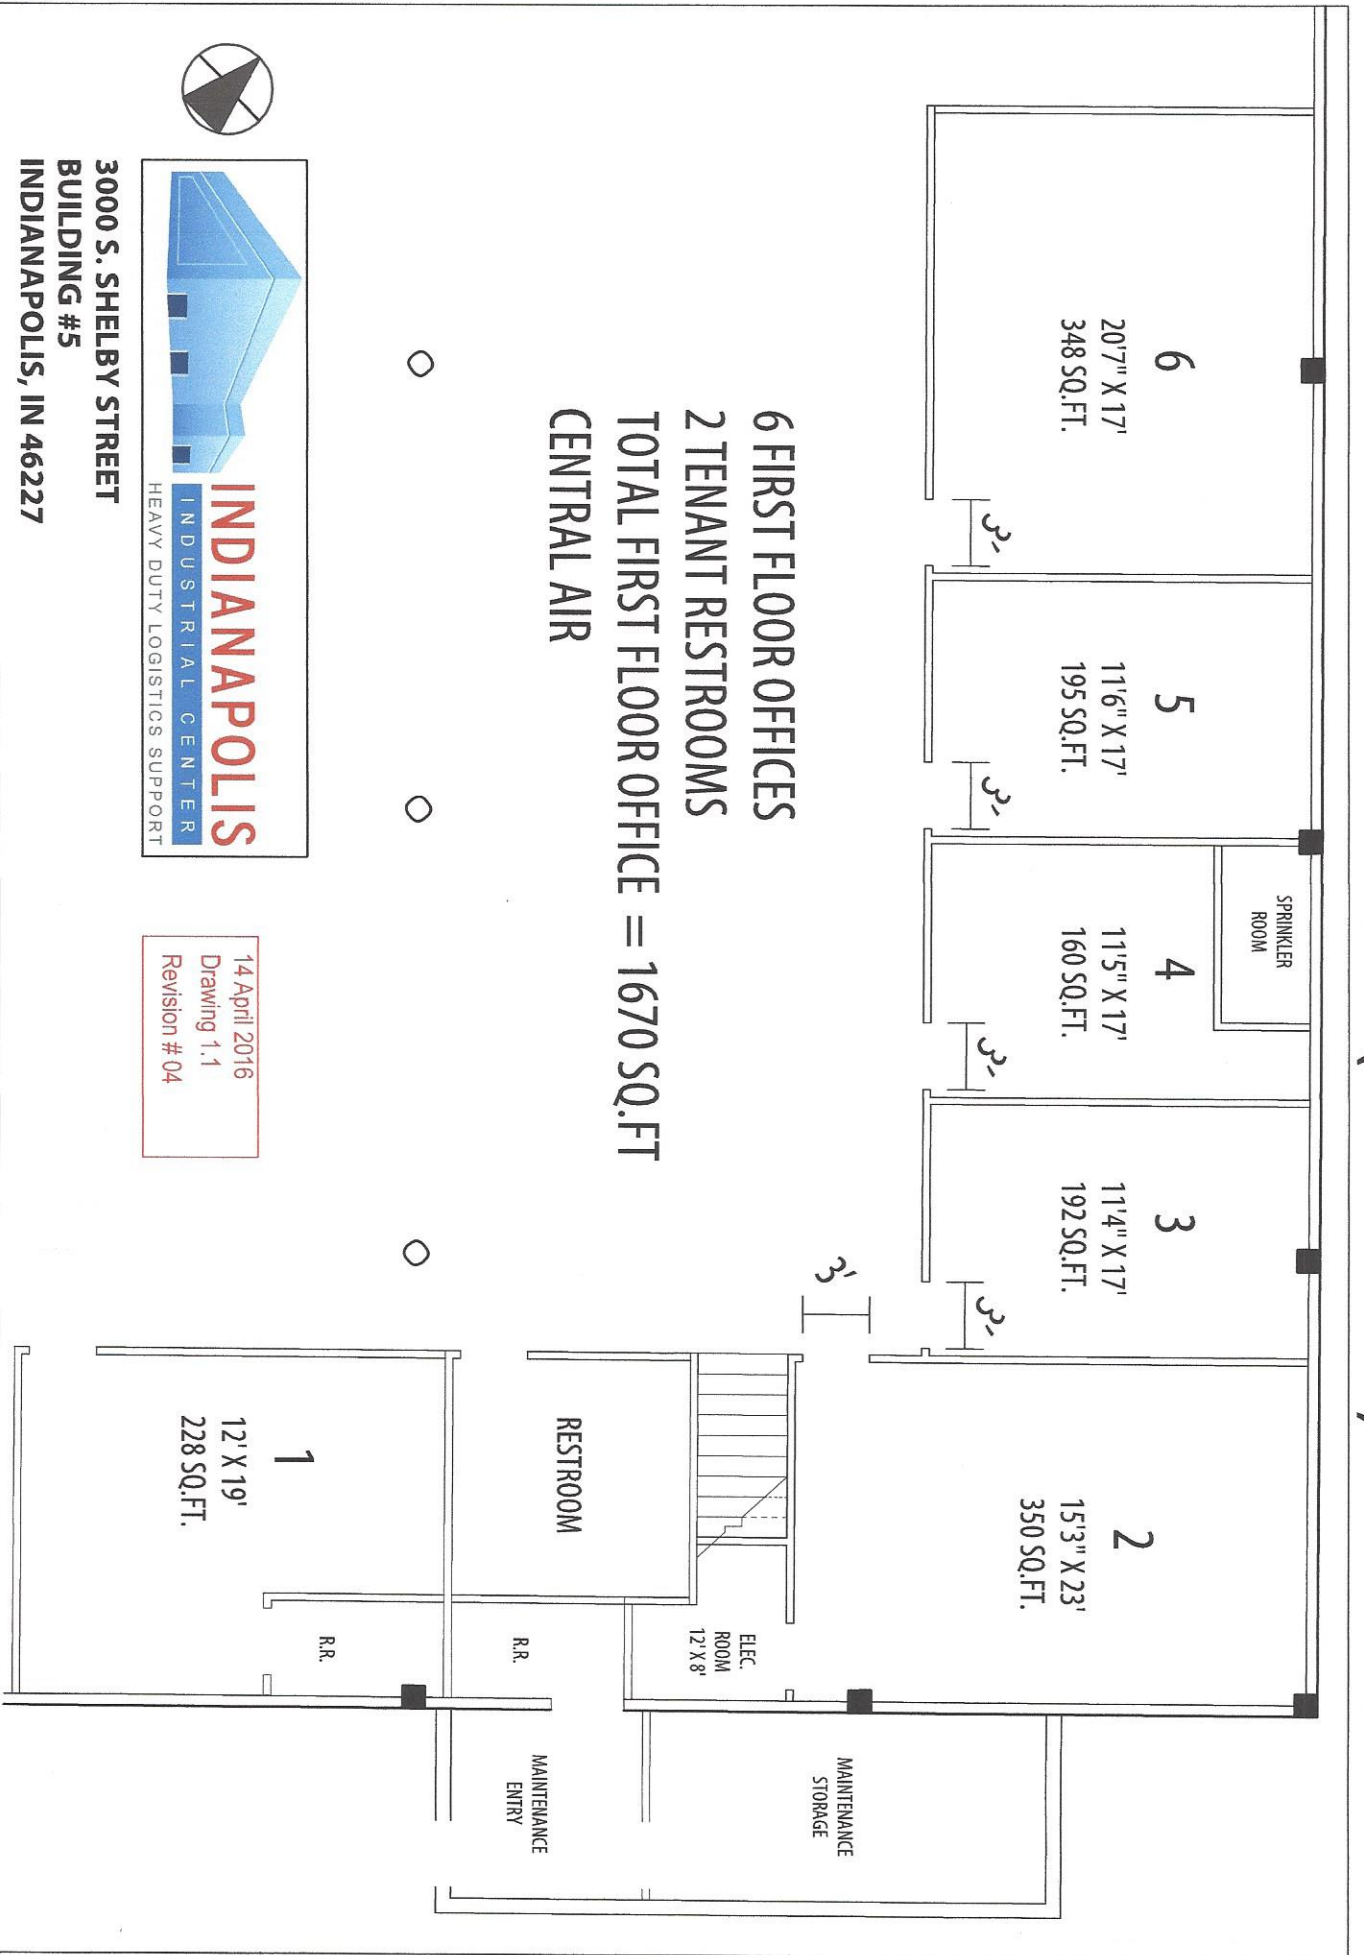 6
20'7" X 17'
348 SQ.FT.
3'
5
11'6" X 17'
195 SQ.FT.
3'
SPRINKLER
ROOM
4
11'5" X 17'
160 SQ.FT.
3'
3
11'4" X 17'
192 SQ.FT.
3'
3'
2
15'3" X 23'
350 SQ.FT.
6 FIRST FLOOR OFFICES
2 TENANT RESTROOMS
TOTAL FIRST FLOOR OFFICE = 1670 SQ.FT
CENTRAL AIR
ELEC.
ROOM
12' X 8'
MAINTENANCE
STORAGE
RESTROOM
R.R.
MAINTENANCE
ENTRY
1
12' X 19'
228 SQ.FT.
R.R.
INDIANAPOLIS
INDUSTRIAL CENTER
HEAVY DUTY LOGISTICS SUPPORT
14 April 2016
Drawing 1.1
Revision # 04
3000 S. SHELBY STREET
BUILDING #5
INDIANAPOLIS, IN 46227